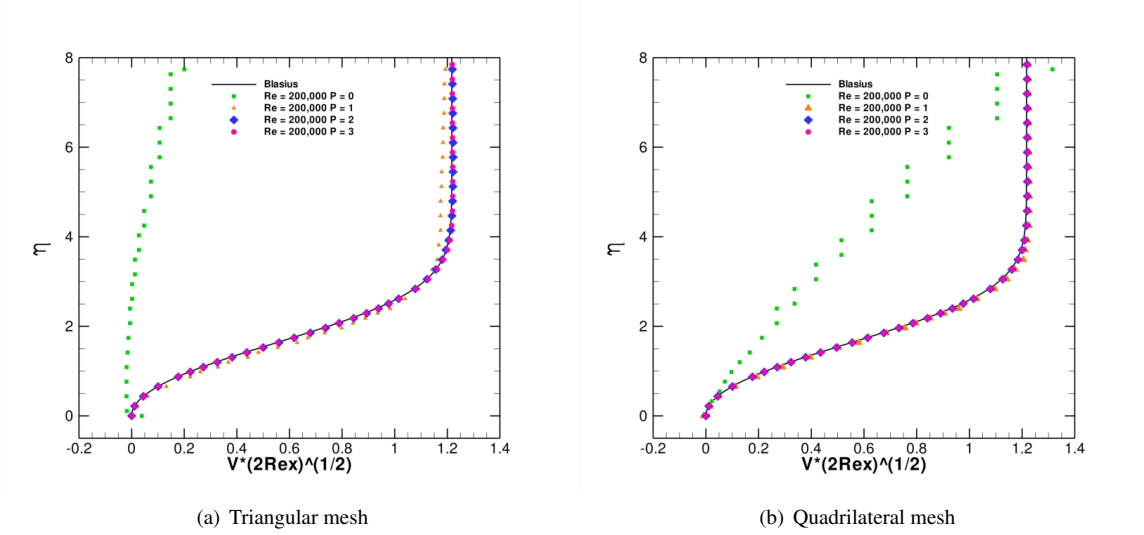 8
6
4
2
0
η
-0.2 0 0.2 0.4 0.6 0.8 1 1.2 1.4
V*(2Rex)^(1/2)
Blasius
Re = 200,000 P = 0
Re = 200,000 P = 1
Re = 200,000 P = 2
Re = 200,000 P = 3
(a) Triangular mesh
8
6
4
2
0
η
-0.2 0 0.2 0.4 0.6 0.8 1 1.2 1.4
V*(2Rex)^(1/2)
Blasius
Re = 200,000 P = 0
Re = 200,000 P = 1
Re = 200,000 P = 2
Re = 200,000 P = 3
(b) Quadrilateral mesh